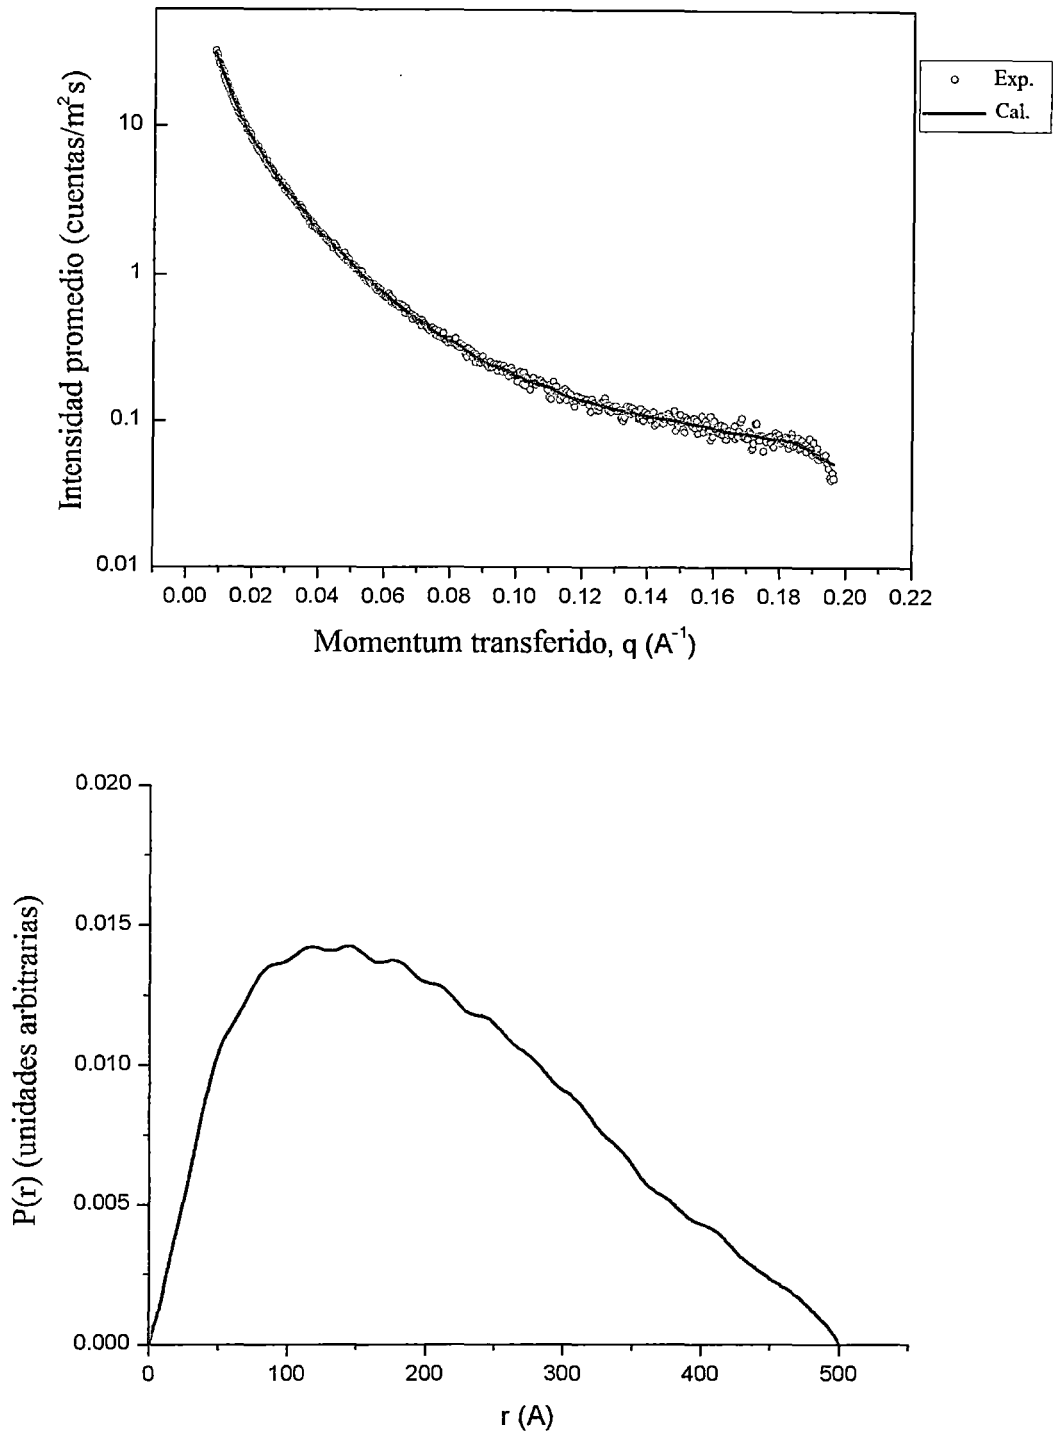 Exp.
Cal.
Intensidad promedio (cuentas/m²s)
10
1
0.1
0.01
0.00 0.02 0.04 0.06 0.08 0.10 0.12 0.14 0.16 0.18 0.20 0.22
Momentum transferido, q (A⁻¹)
P(r) (unidades arbitrarias)
0.020
0.015
0.010
0.005
0.000
0 100 200 300 400 500
r (A)